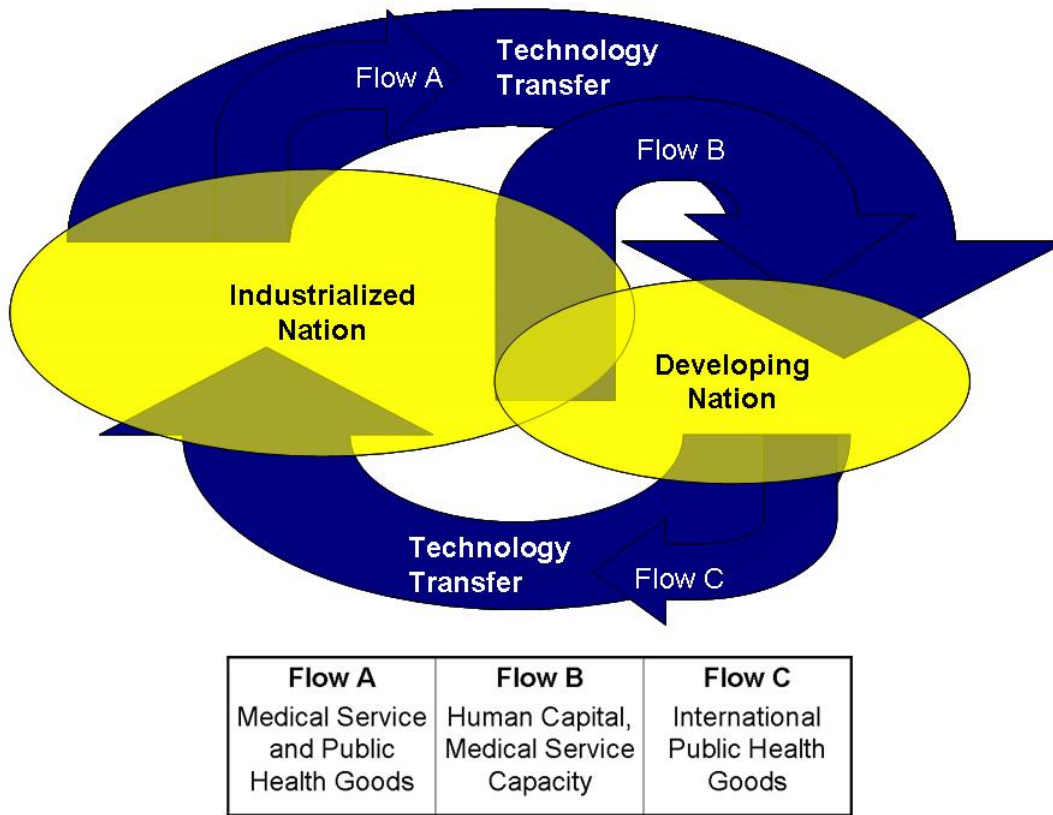 Technology
Transfer
Flow A
Flow B
Industrialized
Nation
Developing
Nation
Technology
Transfer
Flow C
Flow A
Medical Service
and Public
Health Goods
Flow B
Human Capital,
Medical Service
Capacity
Flow C
International
Public Health
Goods